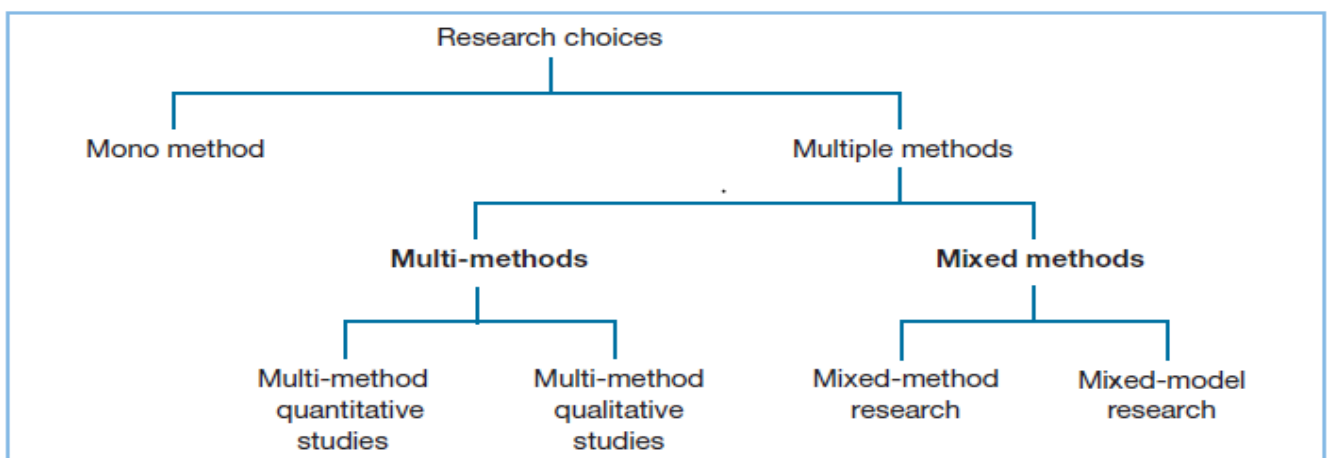 Research choices
Mono method
Multiple methods
Multi-methods
Mixed methods
Multi-method
quantitative
studies
Multi-method
qualitative
studies
Mixed-method
research
Mixed-model
research